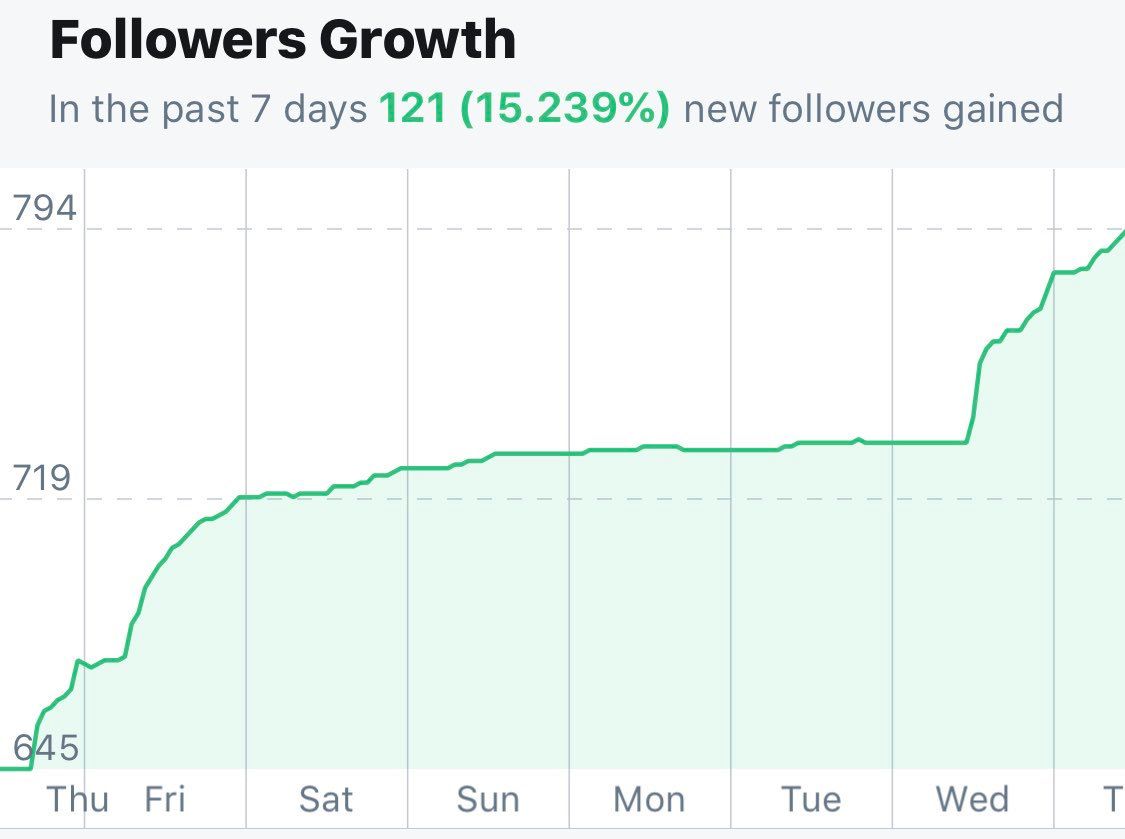 Followers Growth
In the past 7 days 121 (15.239%) new followers gained
794
719
645
Thu Fri Sat Sun Mon Tue Wed T